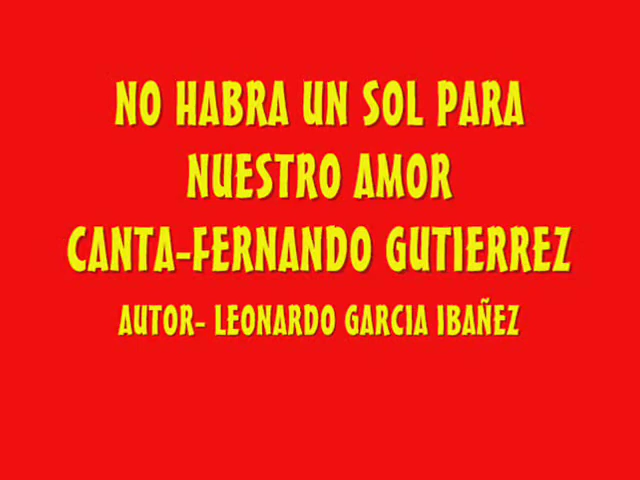 NO HABRA UN SOL PARA
NUESTRO AMOR
CANTA-FERNANDO GUTIERREZ
AUTOR- LEONARDO GARCIA IBAÑEZ